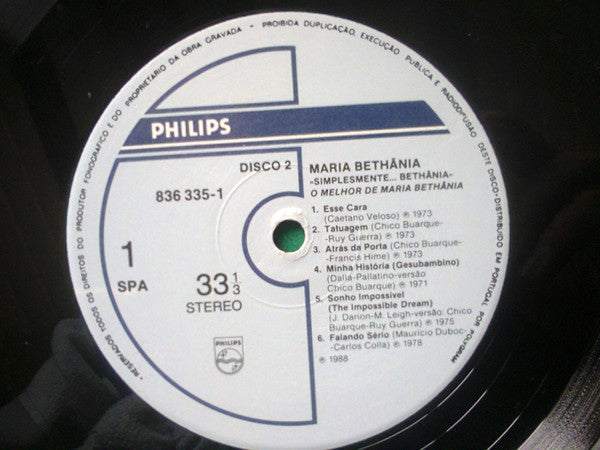 • RESERVADOS TODOS OS DIREITOS DO PRODUTOR FONOGRÁFICO E DO PROPRIETÁRIO DA OBRA GRAVADA - PROIBIDA DUPLICAÇÃO, EXECUÇÃO PÚBLICA E RADIODIFUSÃO DESTE DISCO - DISTRIBUÍDO EM PORTUGAL POR POLYGRAM
PHILIPS
DISCO 2
836 335-1
1
SPA
33 1/3
STEREO
PHILIPS
MARIA BETHÂNIA
«SIMPLESMENTE... BETHÂNIA»
O MELHOR DE MARIA BETHÂNIA
1. Esse Cara
(Caetano Veloso) ℗ 1973
2. Tatuagem (Chico Buarque-
-Ruy Guerra) ℗ 1973
3. Atrás da Porta (Chico Buarque-
-Francis Hime) ℗ 1973
4. Minha História (Gesubambino)
(Dalla-Pallatino-versão
Chico Buarque) ℗ 1971
5. Sonho Impossível
(The Impossible Dream)
(J. Darion-M. Leigh-versão: Chico
Buarque-Ruy Guerra) ℗ 1975
6. Falando Sério (Maurício Duboc-
-Carlos Colla) ℗ 1978
℗ 1988